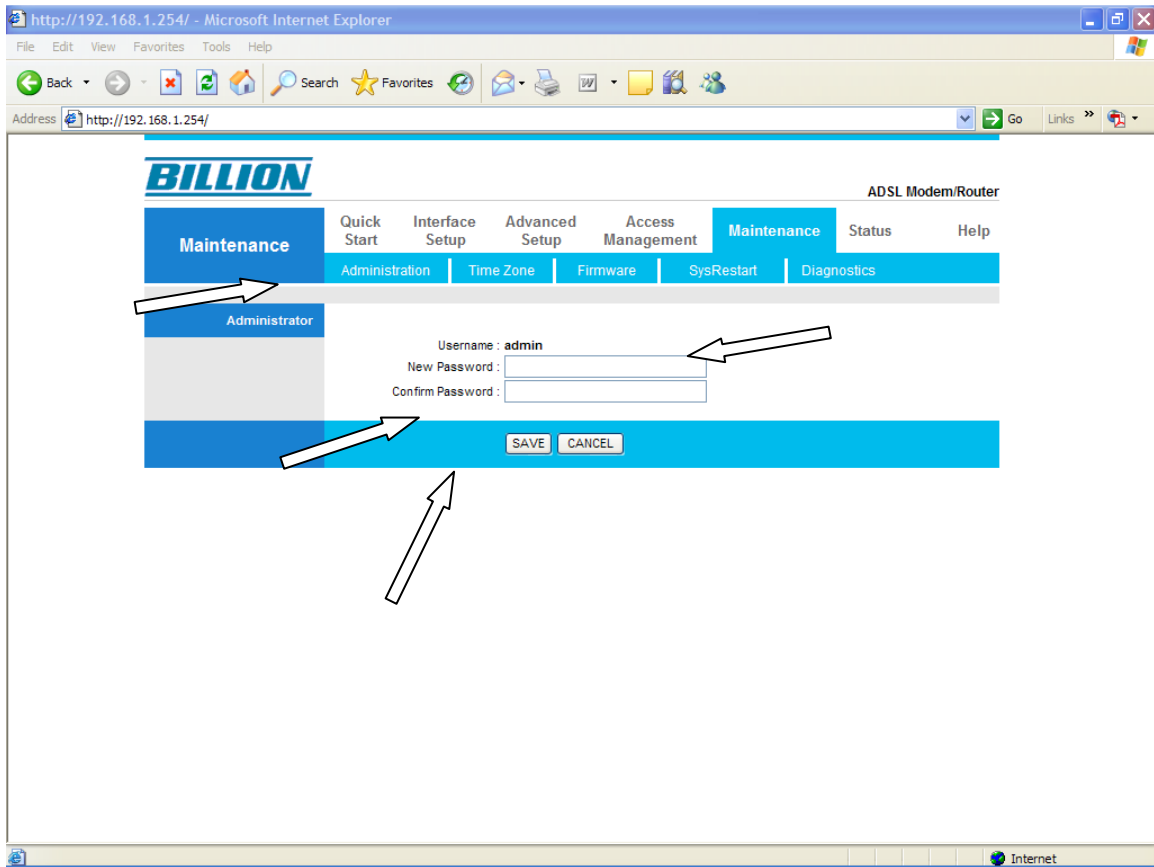 http://192.168.1.254/ - Microsoft Internet Explorer
File Edit View Favorites Tools Help
Back Search Favorites
Address http://192.168.1.254/ Go Links »
BILLION
ADSL Modem/Router
Maintenance
Quick Start Interface Setup Advanced Setup Access Management Maintenance Status Help
Administration Time Zone Firmware SysRestart Diagnostics
Administrator
Username : admin
New Password :
Confirm Password :
SAVE CANCEL
Internet